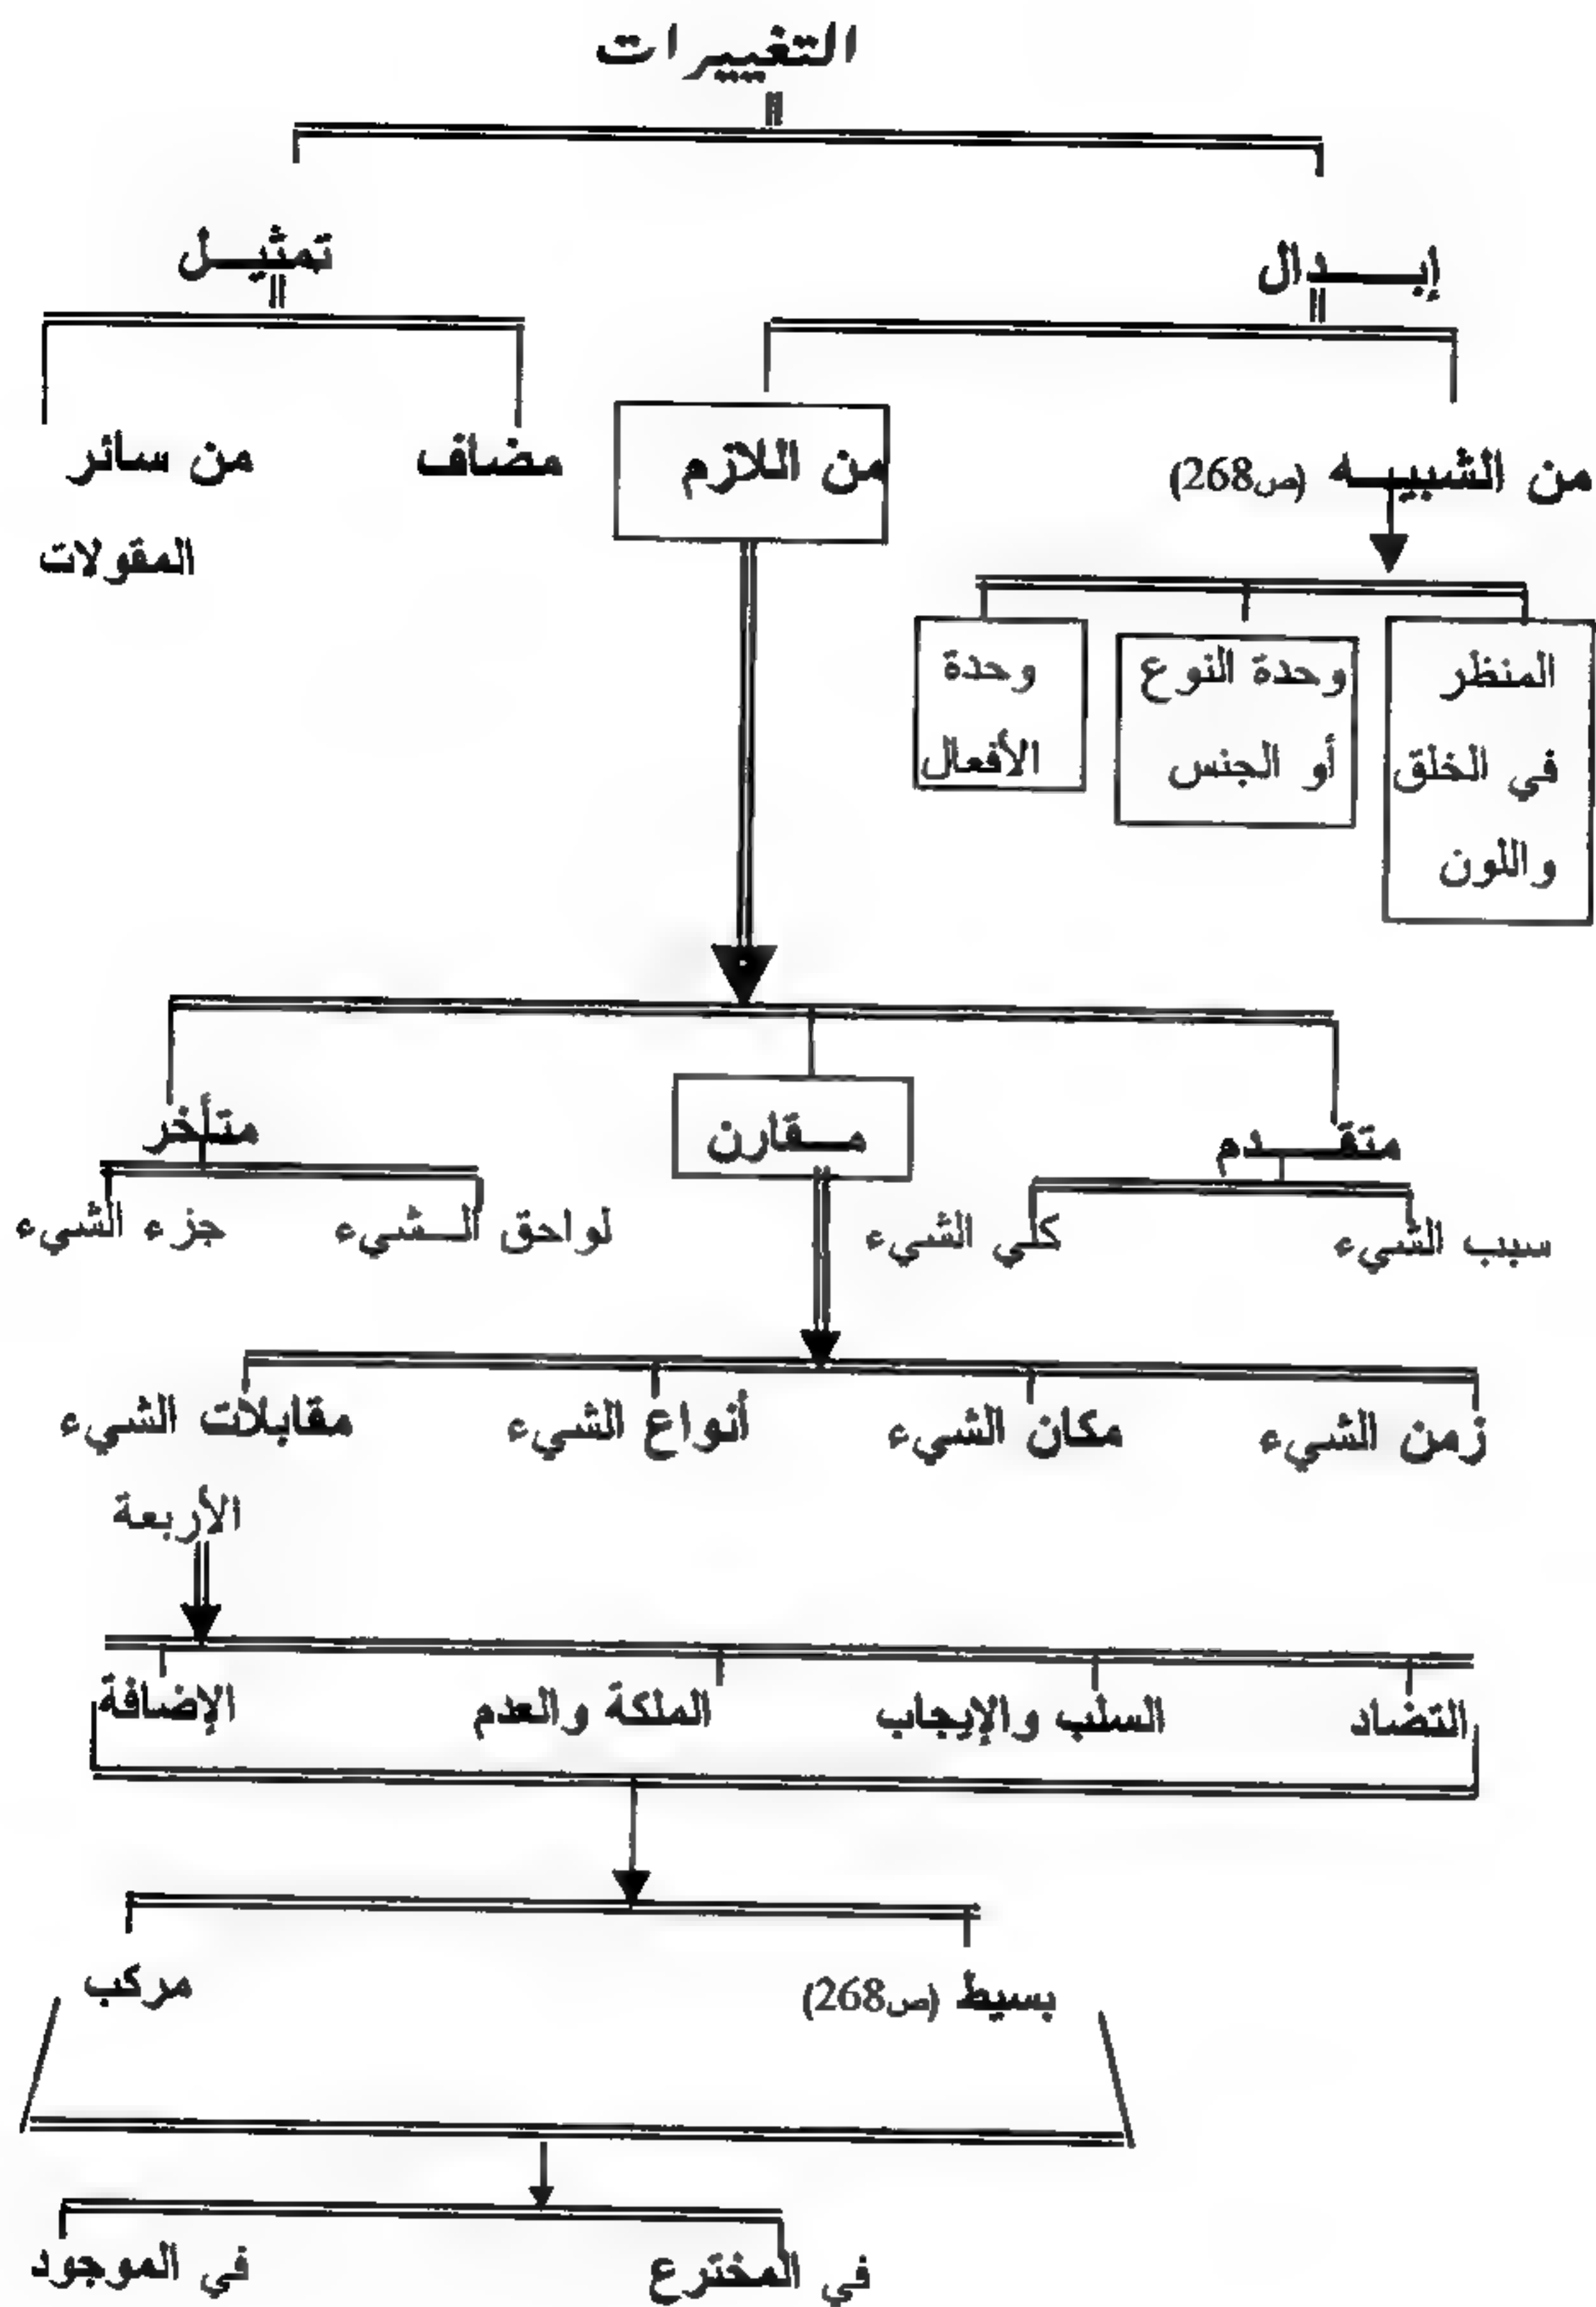 التغييرات
إبدال
تمثيل
من الشبيه (ص268)
من اللازم
مضاف
من سائر
المقولات
المنظر
في الخلق
واللون
وحدة النوع
أو الجنس
وحدة
الأفعال
متقدم
مقارن
متأخر
سبب الشيء
كلي الشيء
لواحق الشيء
جزء الشيء
زمن الشيء
مكان الشيء
أنواع الشيء
مقابلات الشيء
الأربعة
التضاد
السلب والإيجاب
الملكة والعدم
الإضافة
بسيط (ص268)
مركب
في المخترع
في الموجود